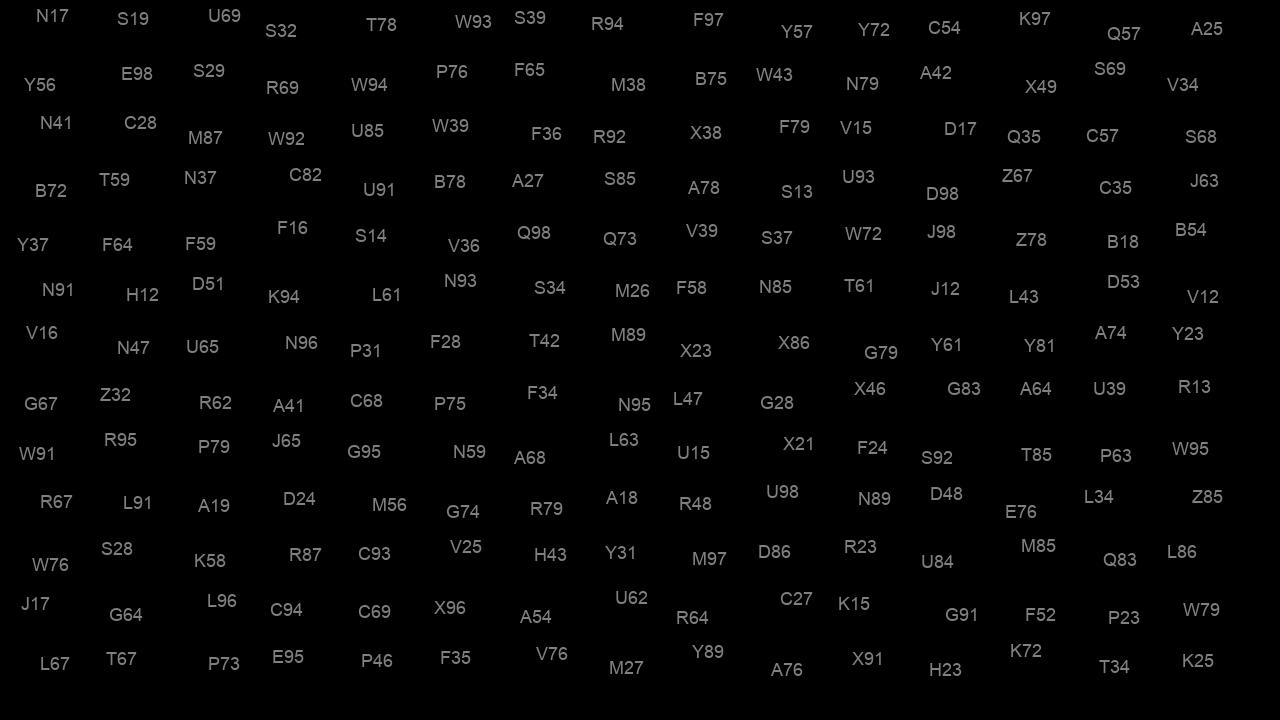 N17 S19 U69 S32 T78 W93 S39 R94 F97 Y57 Y72 C54 K97 Q57 A25
Y56 E98 S29 R69 W94 P76 F65 M38 B75 W43 N79 A42 X49 S69 V34
N41 C28 M87 W92 U85 W39 F36 R92 X38 F79 V15 D17 Q35 C57 S68
B72 T59 N37 C82 U91 B78 A27 S85 A78 S13 U93 D98 Z67 C35 J63
Y37 F64 F59 F16 S14 V36 Q98 Q73 V39 S37 W72 J98 Z78 B18 B54
N91 H12 D51 K94 L61 N93 S34 M26 F58 N85 T61 J12 L43 D53 V12
V16 N47 U65 N96 P31 F28 T42 M89 X23 X86 G79 Y61 Y81 A74 Y23
G67 Z32 R62 A41 C68 P75 F34 N95 L47 G28 X46 G83 A64 U39 R13
W91 R95 P79 J65 G95 N59 A68 L63 U15 X21 F24 S92 T85 P63 W95
R67 L91 A19 D24 M56 G74 R79 A18 R48 U98 N89 D48 E76 L34 Z85
W76 S28 K58 R87 C93 V25 H43 Y31 M97 D86 R23 U84 M85 Q83 L86
J17 G64 L96 C94 C69 X96 A54 U62 R64 C27 K15 G91 F52 P23 W79
L67 T67 P73 E95 P46 F35 V76 M27 Y89 A76 X91 H23 K72 T34 K25